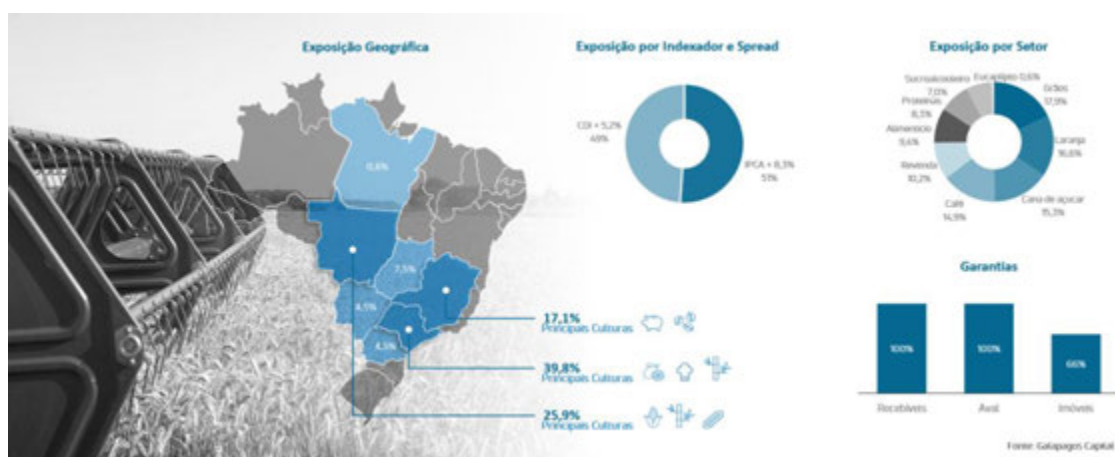 Exposição Geográfica
0,6%
7,5%
4,5%
4,5%
17,1%
Principais Culturas
39,8%
Principais Culturas
25,9%
Principais Culturas
Exposição por Indexador e Spread
CDI + 5,2%
49%
IPCA + 8,3%
51%
Exposição por Setor
Eucalipto 0,6%
Sucroalcooleiro
7,0%
Proteínas
8,3%
Alimentício
9,4%
Revenda
10,2%
Café
14,9%
Grãos
17,9%
Laranja
16,6%
Cana de açúcar
15,3%
Garantias
100%
100%
66%
Recebíveis
Aval
Imóveis
Fonte: Galapagos Capital